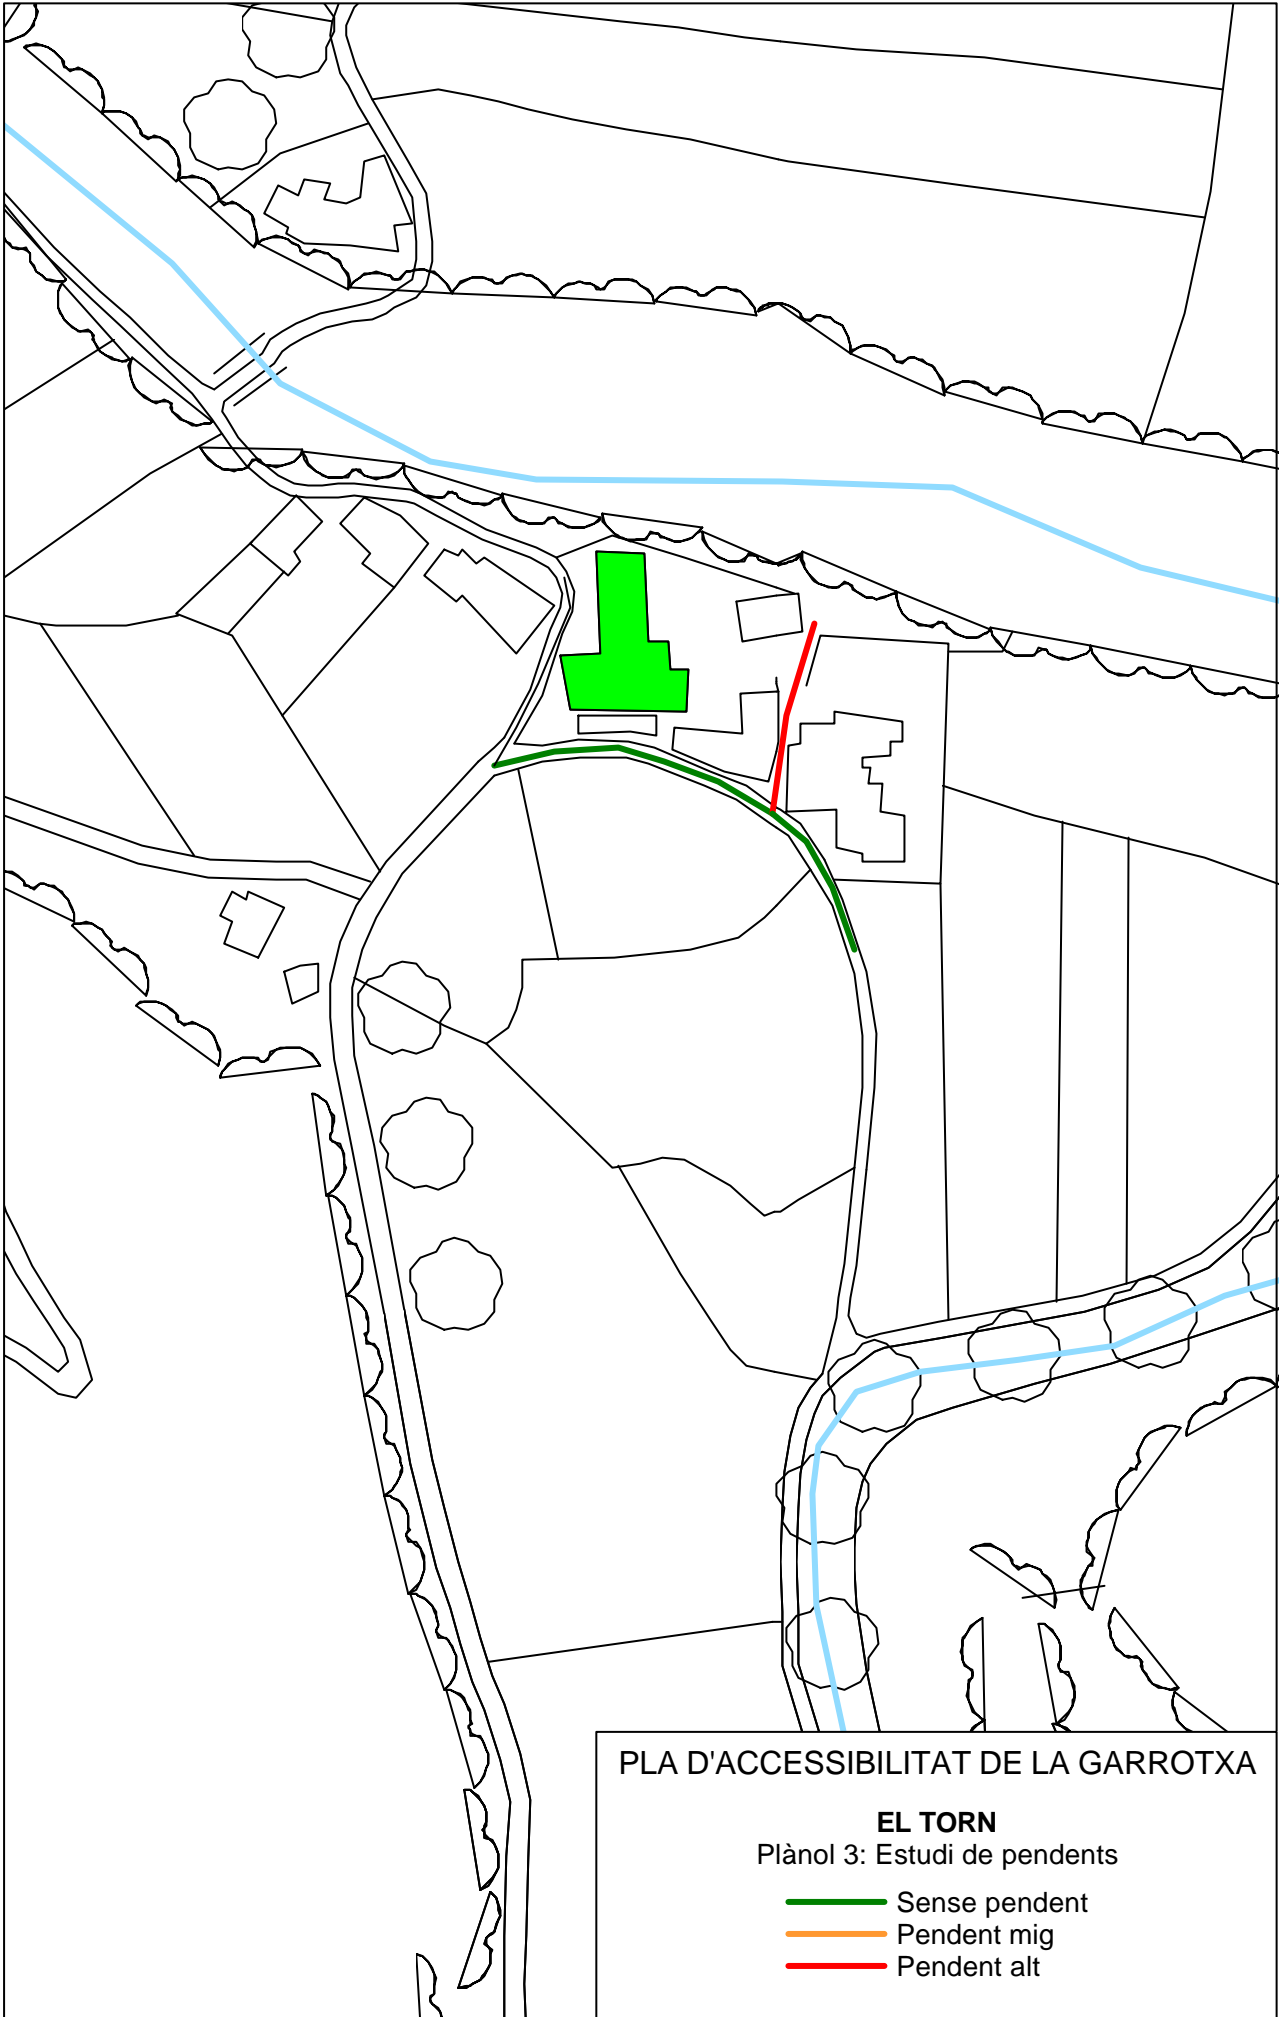 PLA D'ACCESSIBILITAT DE LA GARROTXA
EL TORN
Plànol 3: Estudi de pendents
Sense pendent
Pendent mig
Pendent alt